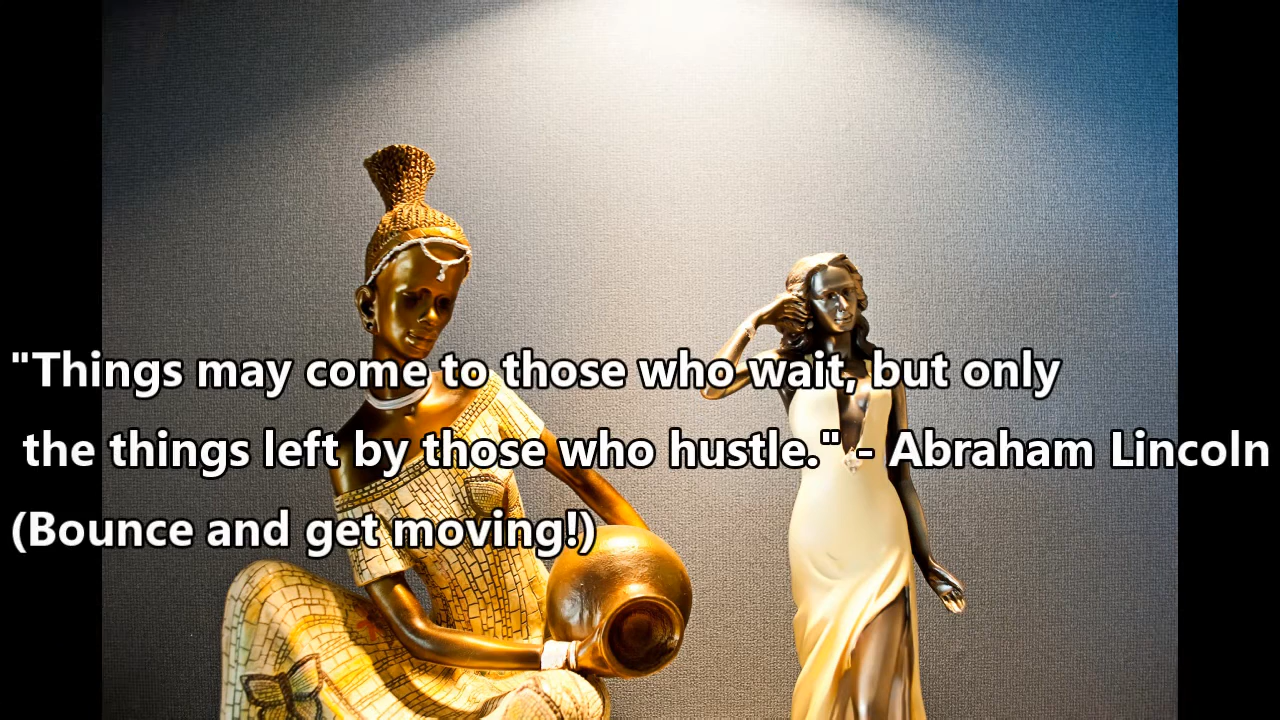 "Things may come to those who wait, but only
the things left by those who hustle." - Abraham Lincoln
(Bounce and get moving!)